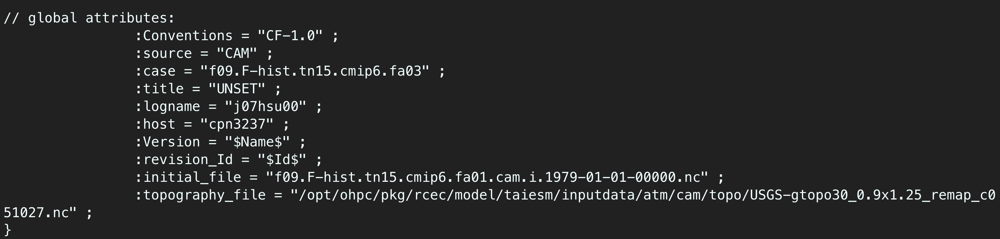 // global attributes:
:Conventions = "CF-1.0" ;
:source = "CAM" ;
:case = "f09.F-hist.tn15.cmip6.fa03" ;
:title = "UNSET" ;
:logname = "j07hsu00" ;
:host = "cpn3237" ;
:Version = "$Name$" ;
:revision_Id = "$Id$" ;
:initial_file = "f09.F-hist.tn15.cmip6.fa01.cam.i.1979-01-01-00000.nc" ;
:topography_file = "/opt/ohpc/pkg/rcec/model/taiesm/inputdata/atm/cam/topo/USGS-gtopo30_0.9x1.25_remap_c0
51027.nc" ;
}